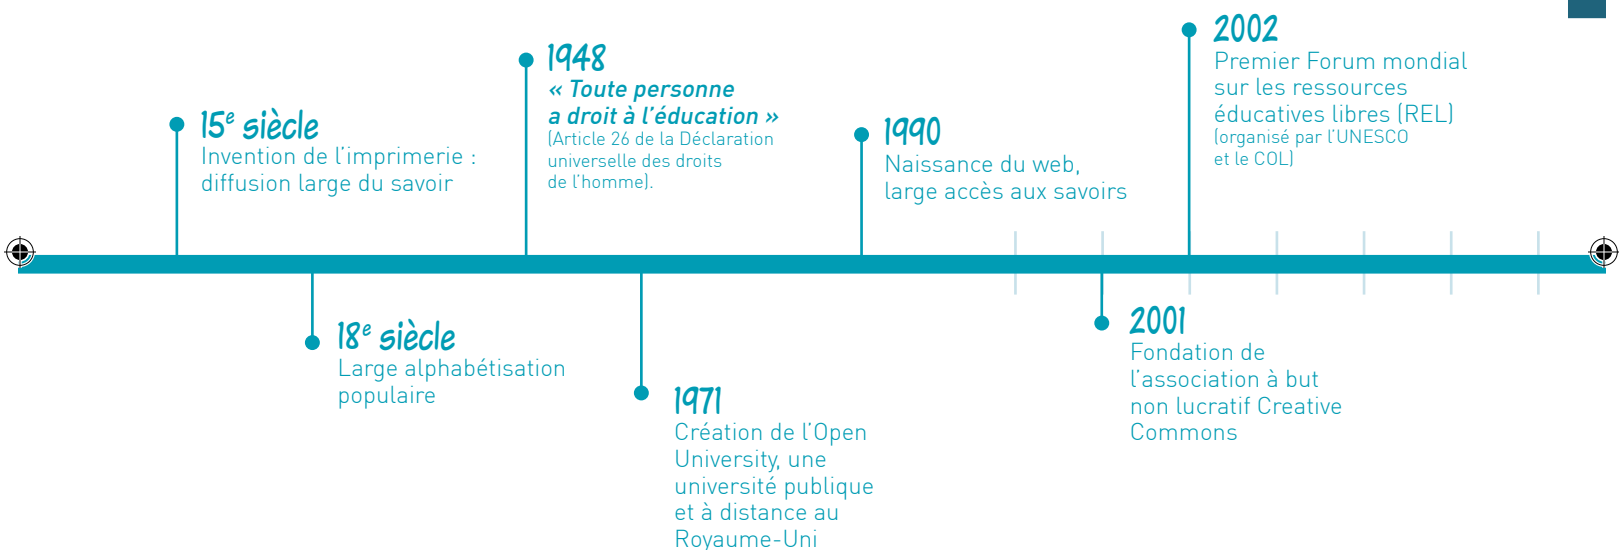 15e siècle
Invention de l'imprimerie :
diffusion large du savoir
18e siècle
Large alphabétisation
populaire
1948
« Toute personne
a droit à l'éducation »
(Article 26 de la Déclaration
universelle des droits
de l'homme).
1971
Création de l'Open
University, une
université publique
et à distance au
Royaume-Uni
1990
Naissance du web,
large accès aux savoirs
2001
Fondation de
l'association à but
non lucratif Creative
Commons
2002
Premier Forum mondial
sur les ressources
éducatives libres (REL)
(organisé par l'UNESCO
et le COL)